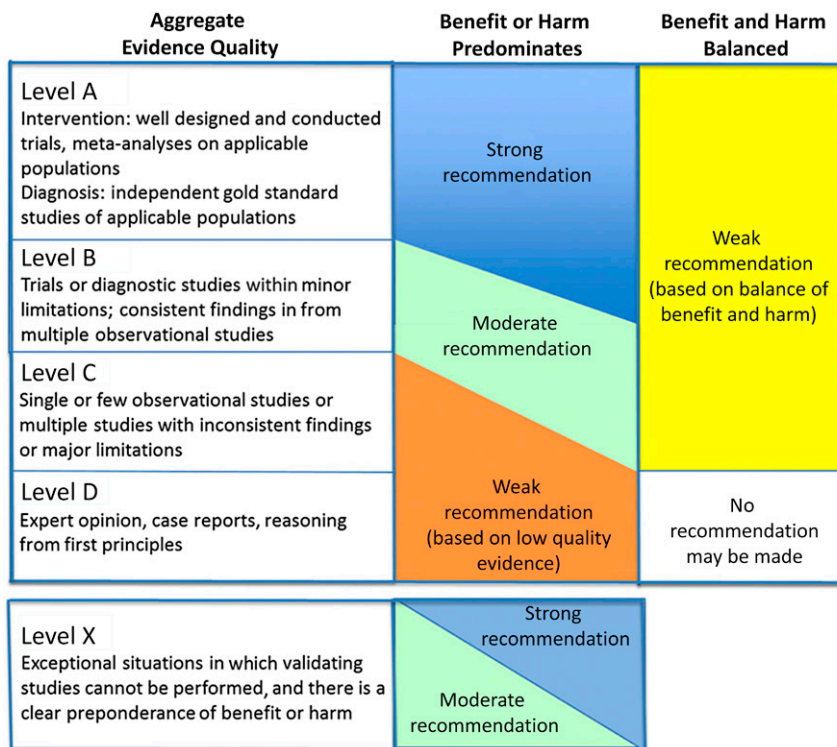 Aggregate
Evidence Quality
Benefit or Harm
Predominates
Benefit and Harm
Balanced
Level A
Intervention: well designed and conducted
trials, meta-analyses on applicable
populations
Diagnosis: independent gold standard
studies of applicable populations
Strong
recommendation
Weak
recommendation
(based on balance of
benefit and harm)
Level B
Trials or diagnostic studies within minor
limitations; consistent findings in from
multiple observational studies
Moderate
recommendation
Level C
Single or few observational studies or
multiple studies with inconsistent findings
or major limitations
Level D
Expert opinion, case reports, reasoning
from first principles
Weak
recommendation
(based on low quality
evidence)
No
recommendation
may be made
Level X
Exceptional situations in which validating
studies cannot be performed, and there is a
clear preponderance of benefit or harm
Strong
recommendation
Moderate
recommendation